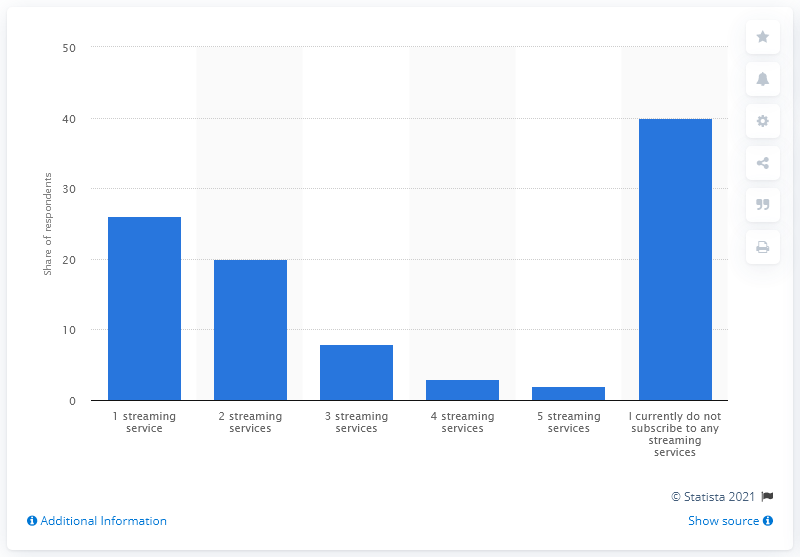 50
40
30
20
10
0
Share of respondents
1 streaming
service
2 streaming
services
3 streaming
services
4 streaming
services
5 streaming
services
I currently do not
subscribe to any
streaming
services
© Statista 2021
Additional Information
Show source